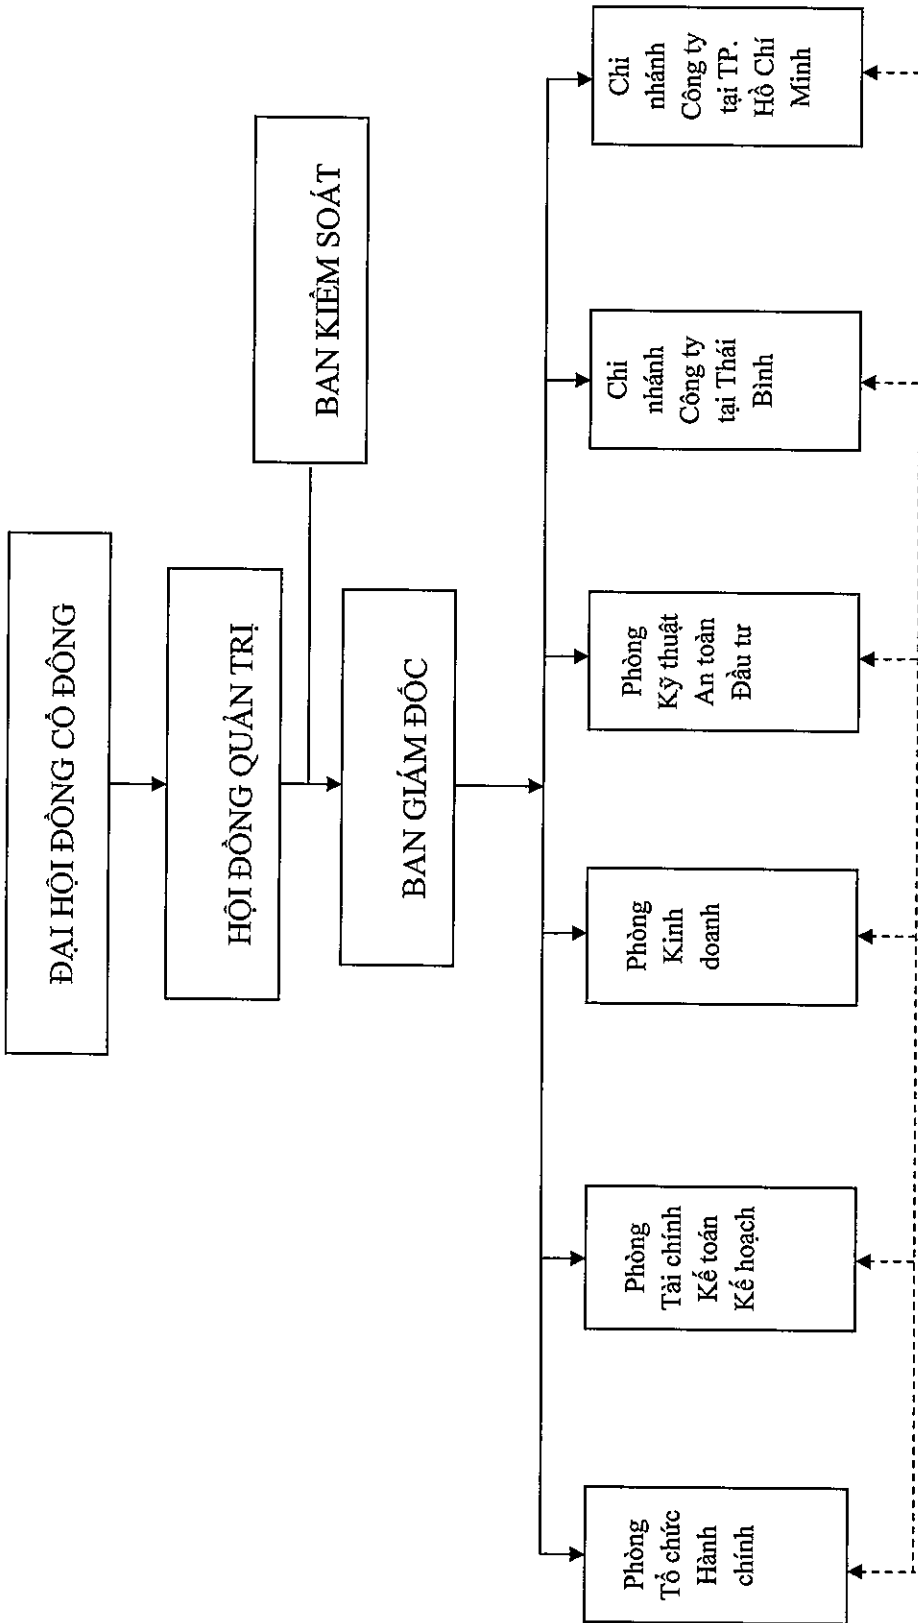 ĐẠI HỘI ĐỒNG CỔ ĐÔNG
HỘI ĐỒNG QUẢN TRỊ
BAN KIỂM SOÁT
BAN GIÁM ĐỐC
Phòng
Tổ chức
Hành
chính
Phòng
Tài chính
Kế toán
Kế hoạch
Phòng
Kinh
doanh
Phòng
Kỹ thuật
An toàn
Đầu tư
Chi
nhánh
Công ty
tại Thái
Bình
Chi
nhánh
Công ty
tại TP.
Hồ Chí
Minh